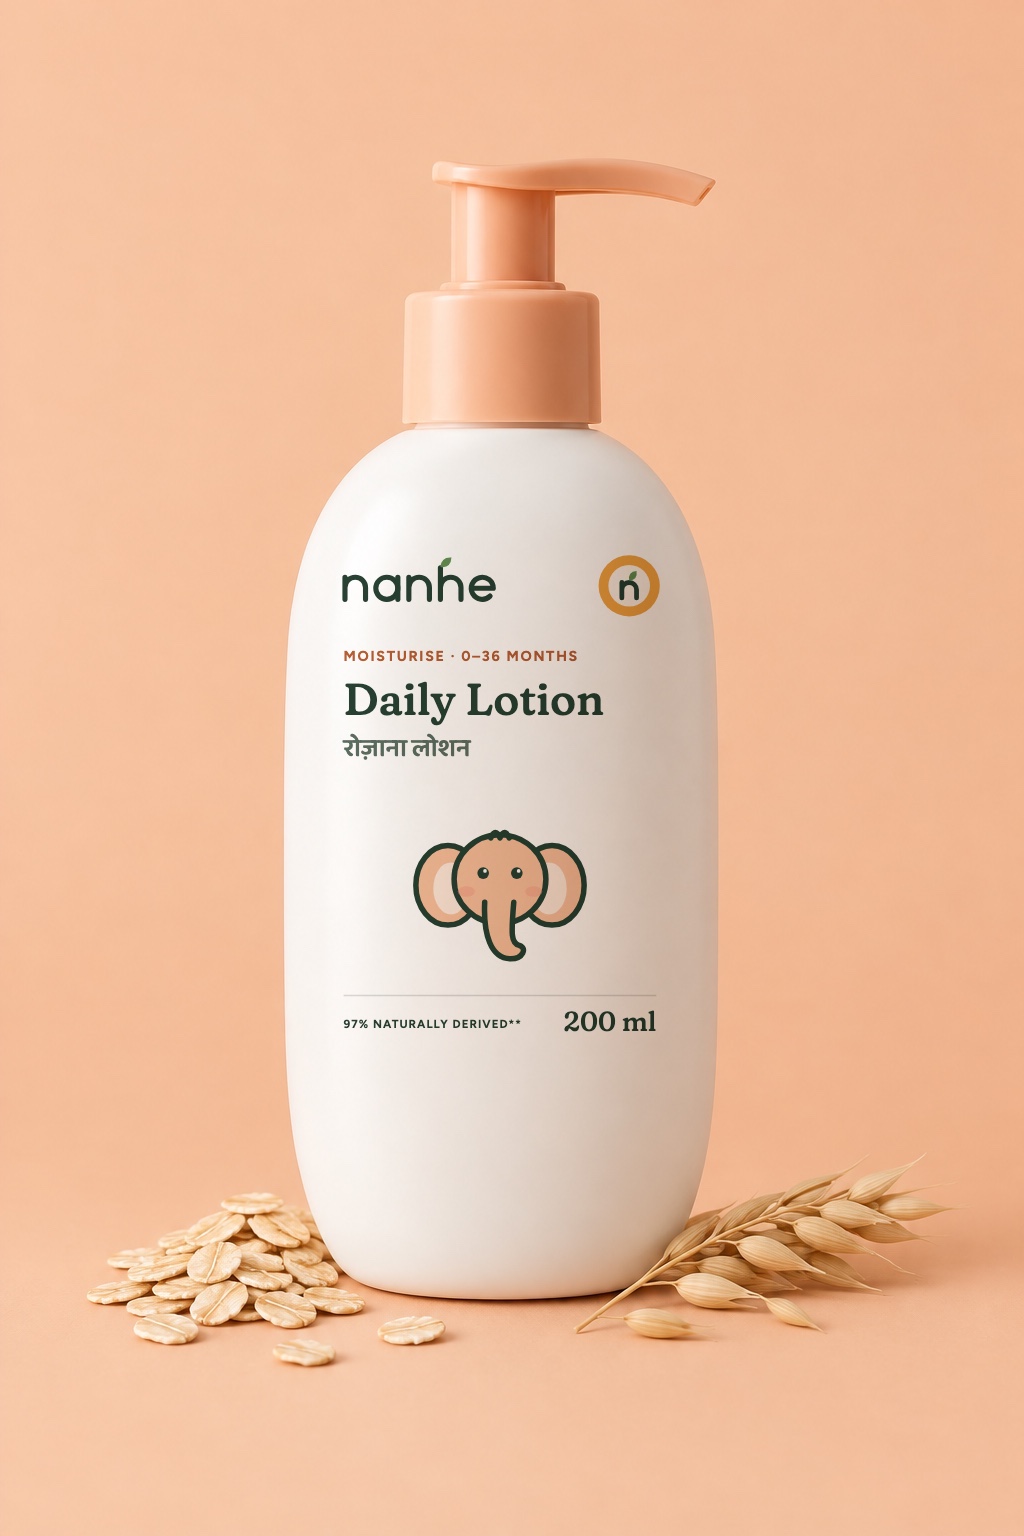 nanhe
n
MOISTURISE · 0–36 MONTHS
Daily Lotion
रोज़ाना लोशन
97% NATURALLY DERIVED**
200 ml